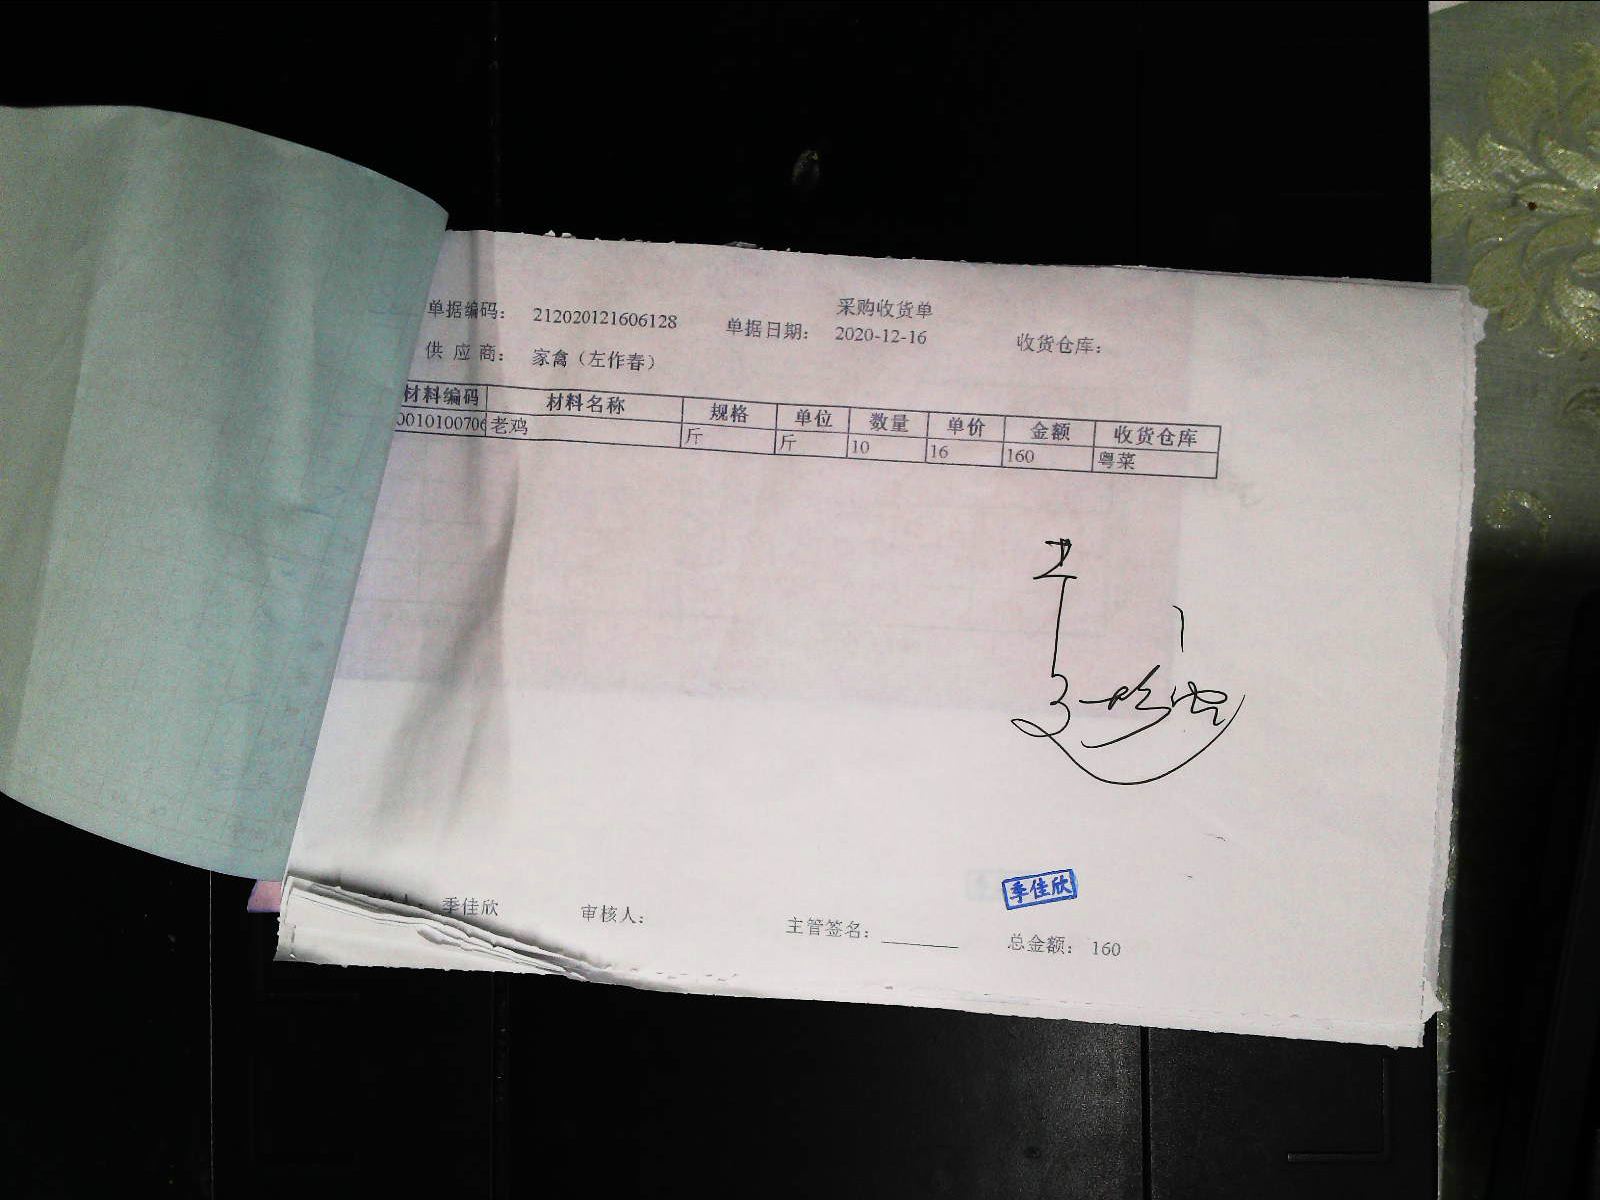 采购收货单
单据编码： 212020121606128 单据日期： 2020-12-16 收货仓库：
供应商： 家禽（左作春）
材料编码 材料名称 规格 单位 数量 单价 金额 收货仓库
0010100706 老鸡 斤 斤 10 16 160 粤菜
季佳欣
季佳欣 审核人： 主管签名： 总金额： 160